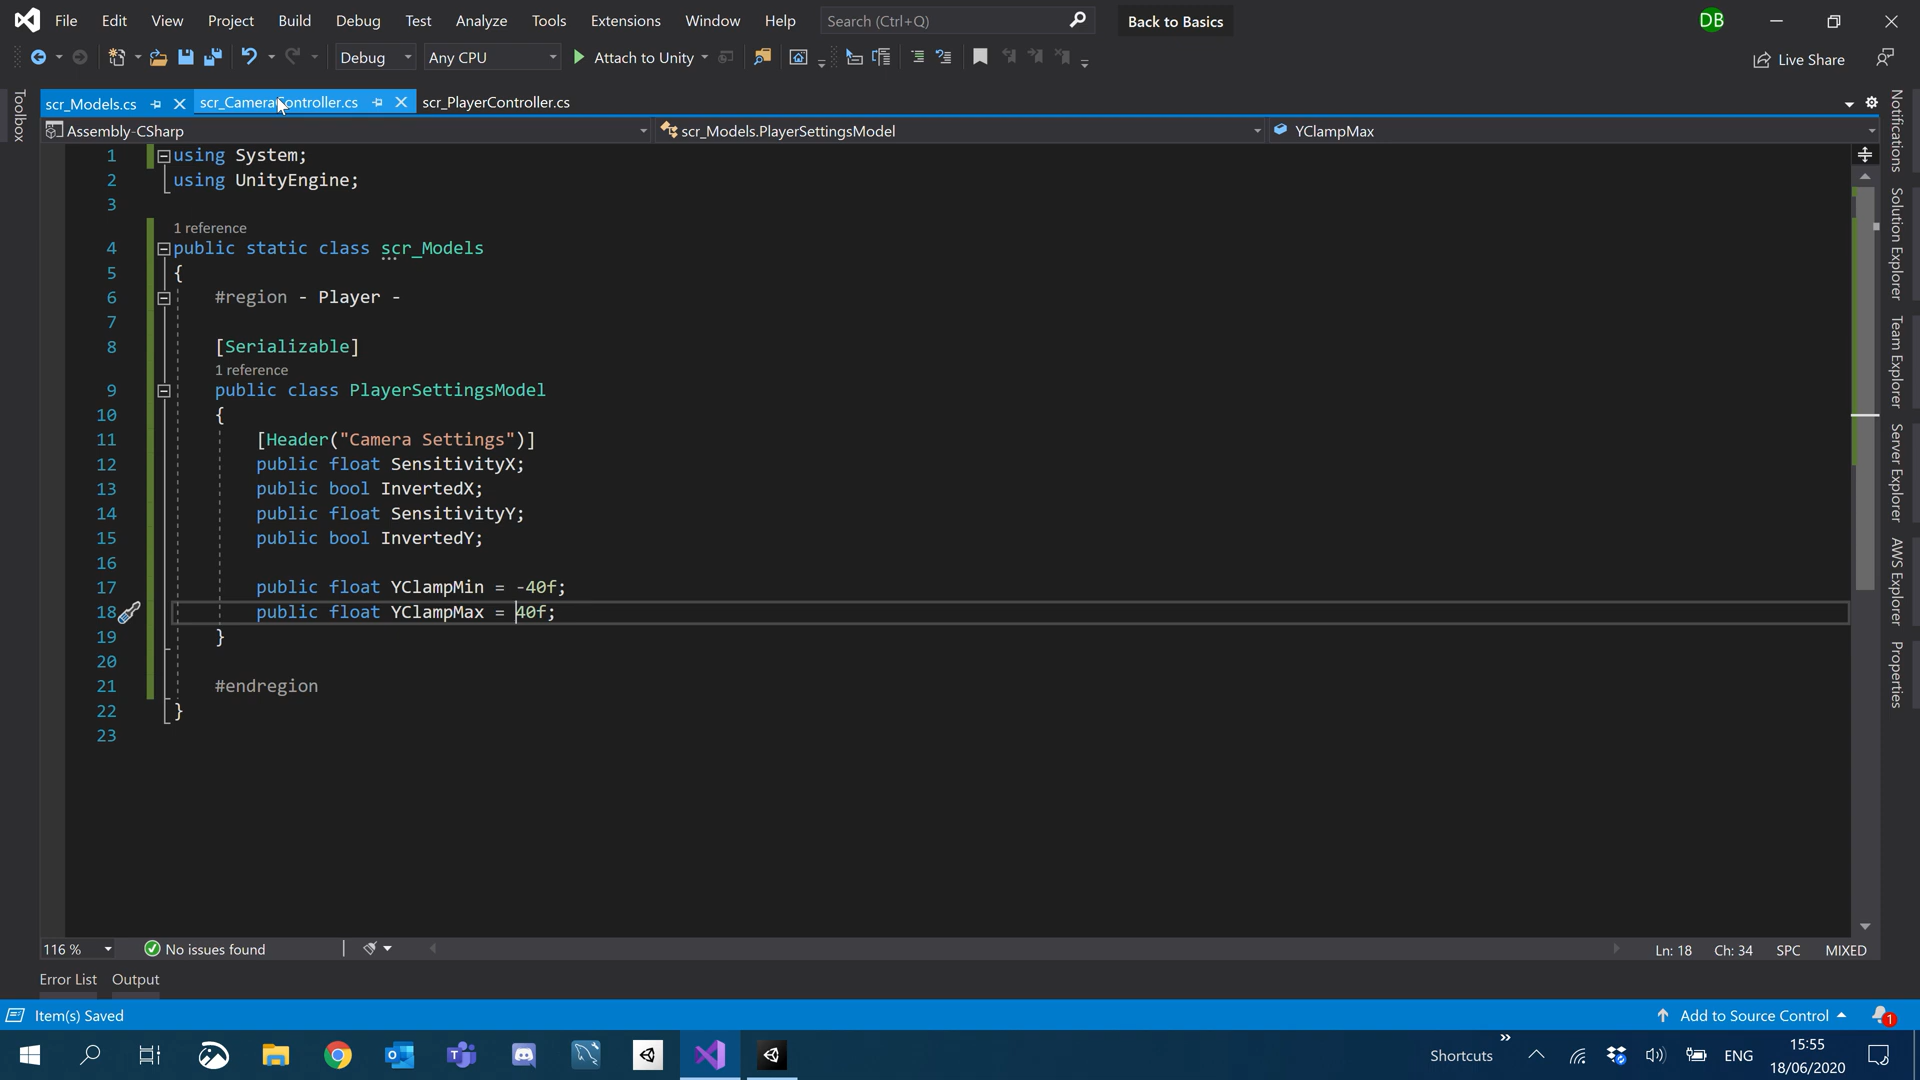 File Edit View Project Build Debug Test Analyze Tools Extensions Window Help Search (Ctrl+Q) Back to Basics DB
Debug Any CPU Attach to Unity Live Share
scr_Models.cs scr_CameraController.cs scr_PlayerController.cs
Assembly-CSharp scr_Models.PlayerSettingsModel YClampMax
Toolbox
1 using System;
2 using UnityEngine;
3
1 reference
4 public static class scr_Models
5 {
6 #region - Player -
7
8 [Serializable]
1 reference
9 public class PlayerSettingsModel
10 {
11 [Header("Camera Settings")]
12 public float SensitivityX;
13 public bool InvertedX;
14 public float SensitivityY;
15 public bool InvertedY;
16
17 public float YClampMin = -40f;
18 public float YClampMax = 40f;
19 }
20
21 #endregion
22 }
23
Notifications
Solution Explorer
Team Explorer
Server Explorer
AWS Explorer
Properties
116 % No issues found Ln: 18 Ch: 34 SPC MIXED
Error List Output
Item(s) Saved Add to Source Control 1
Shortcuts ENG 15:55
18/06/2020